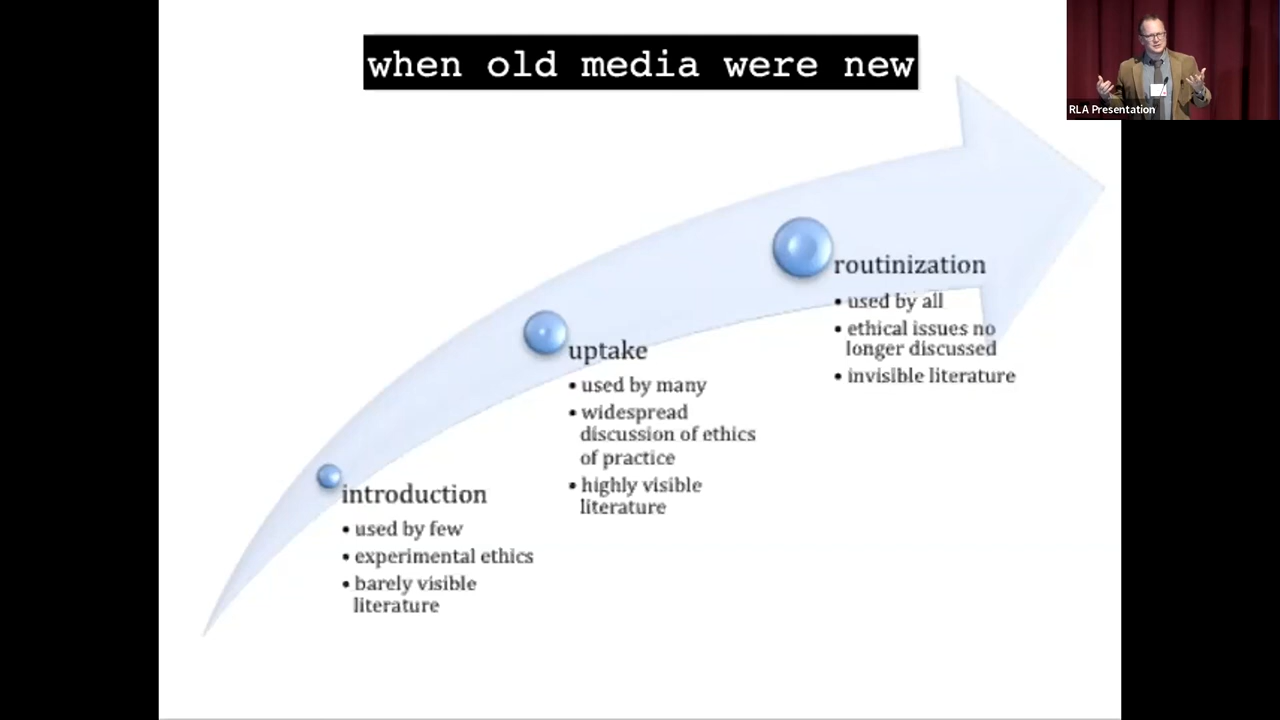 when old media were new
RLA Presentation
routinization
• used by all
• ethical issues no
longer discussed
• invisible literature
uptake
• used by many
• widespread
discussion of ethics
of practice
• highly visible
literature
introduction
• used by few
• experimental ethics
• barely visible
literature